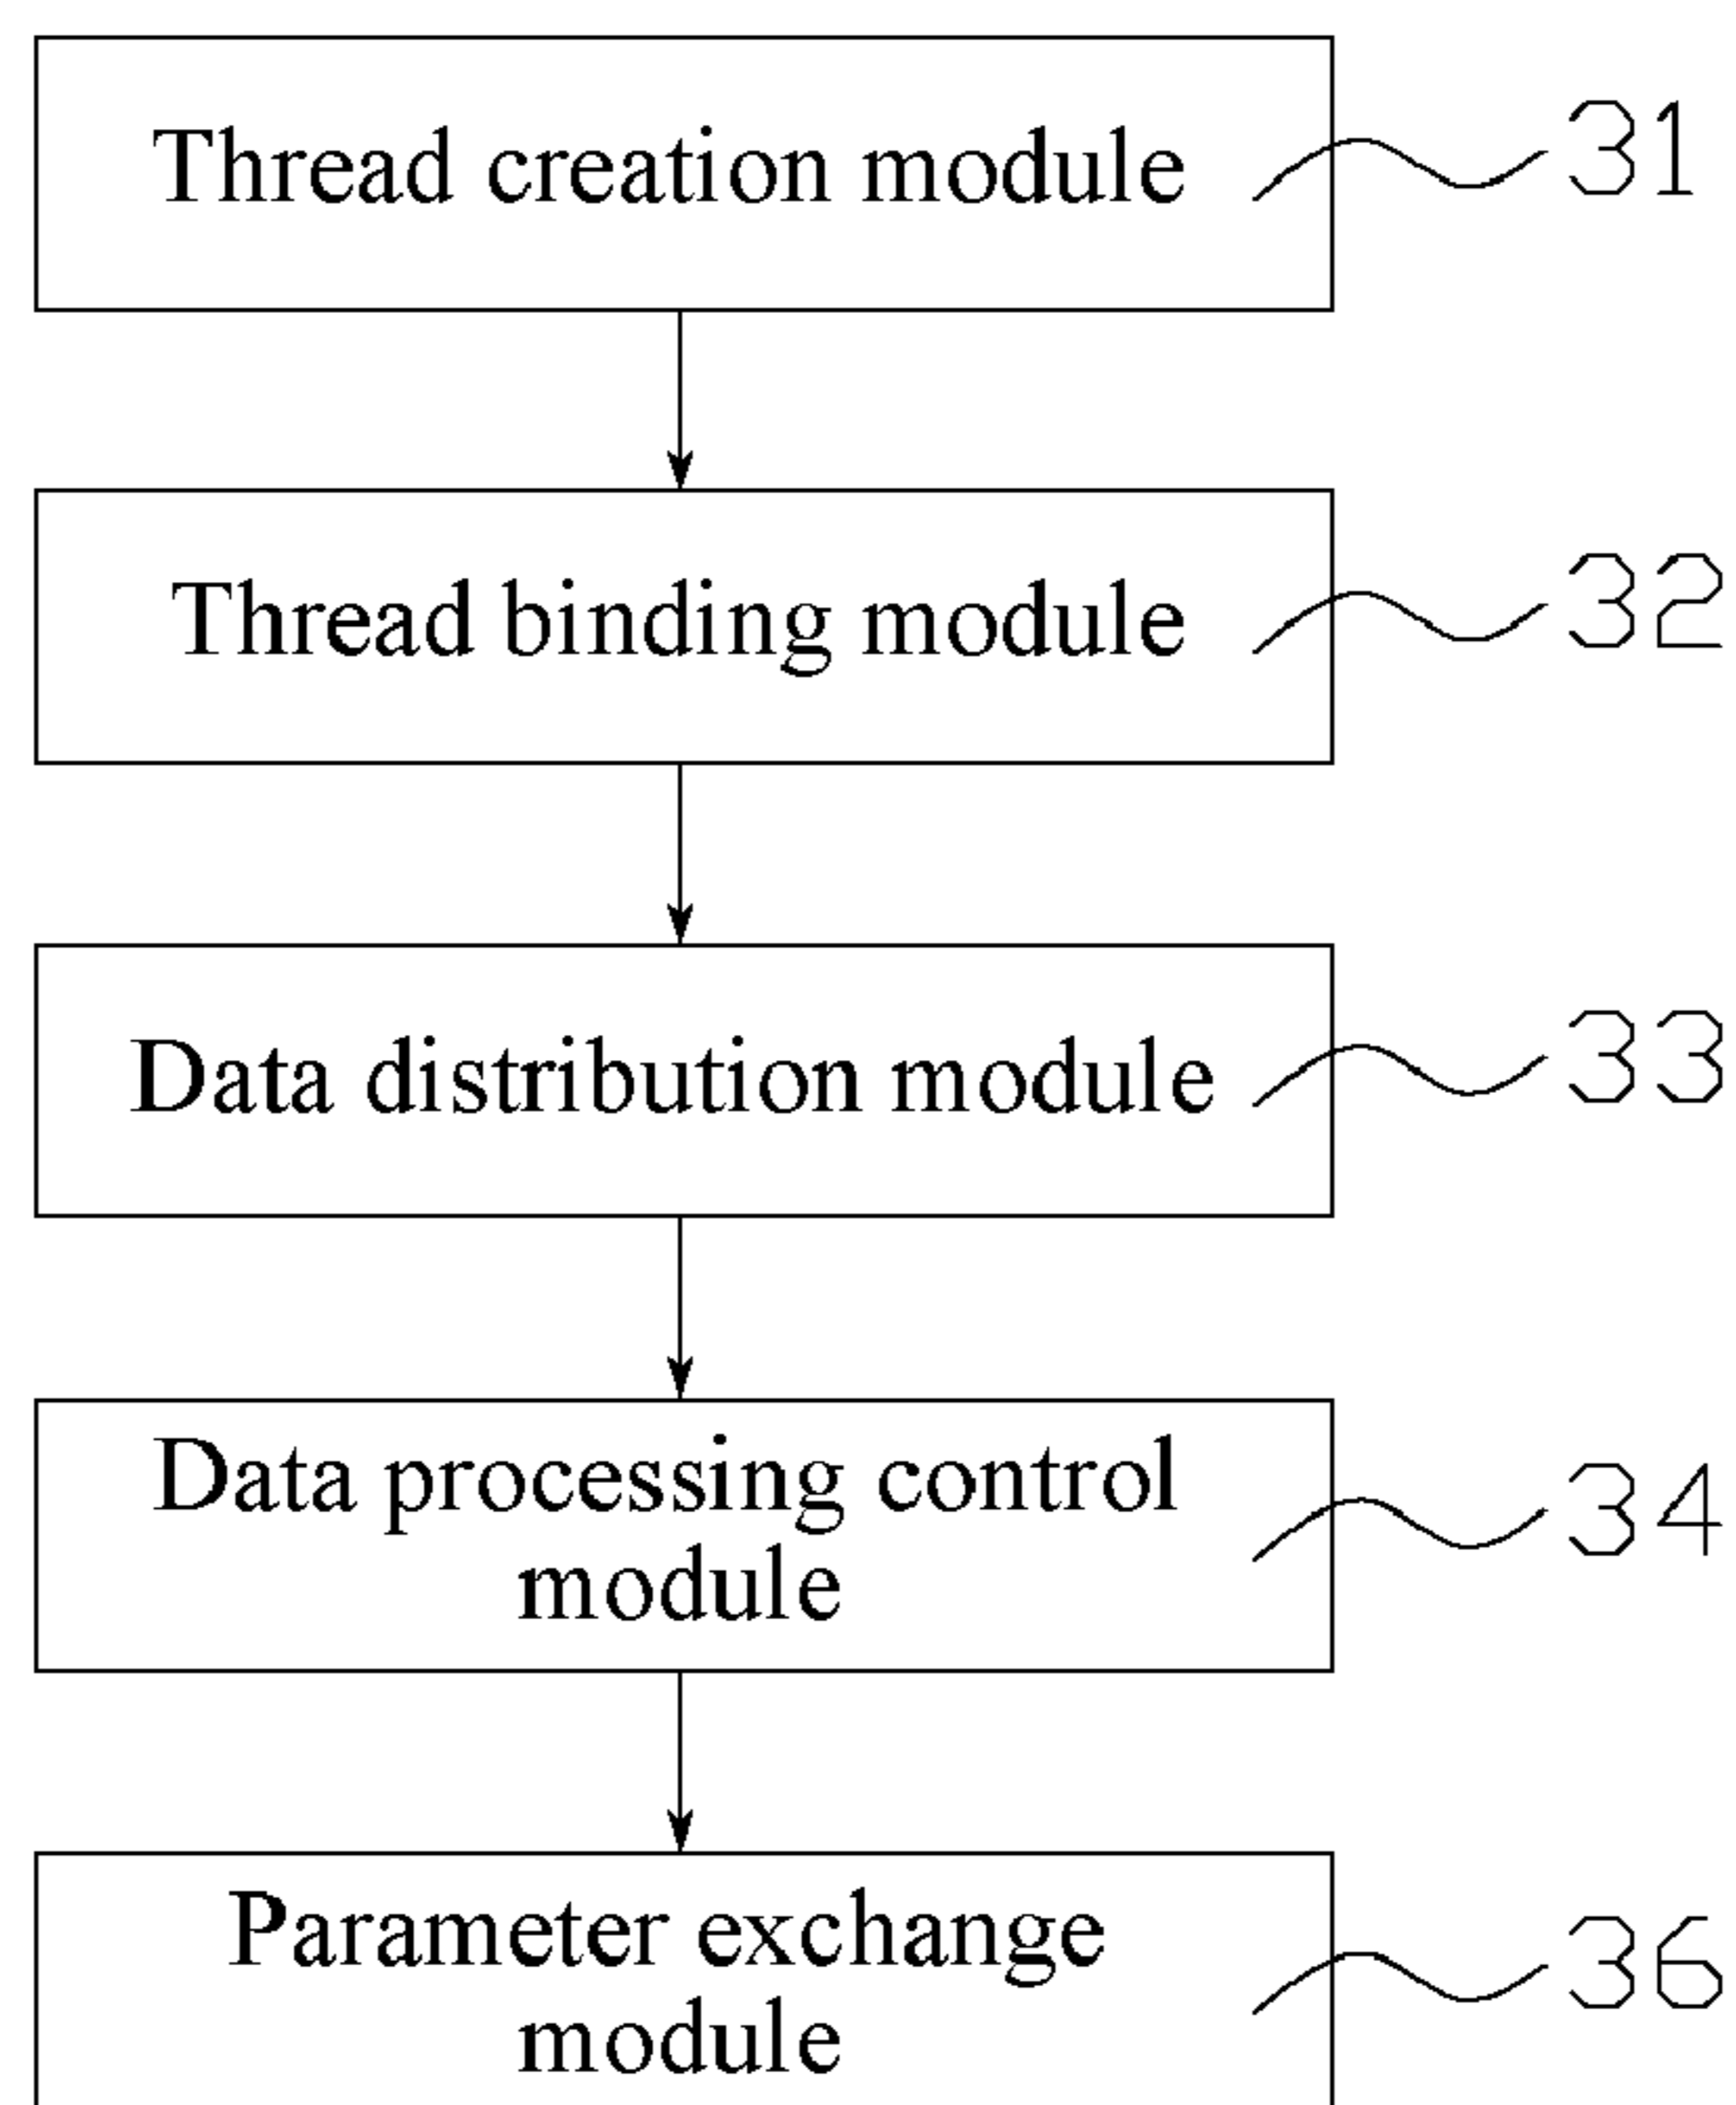 Thread creation module 31
Thread binding module 32
Data distribution module 33
Data processing control
module
34
Parameter exchange
module
36